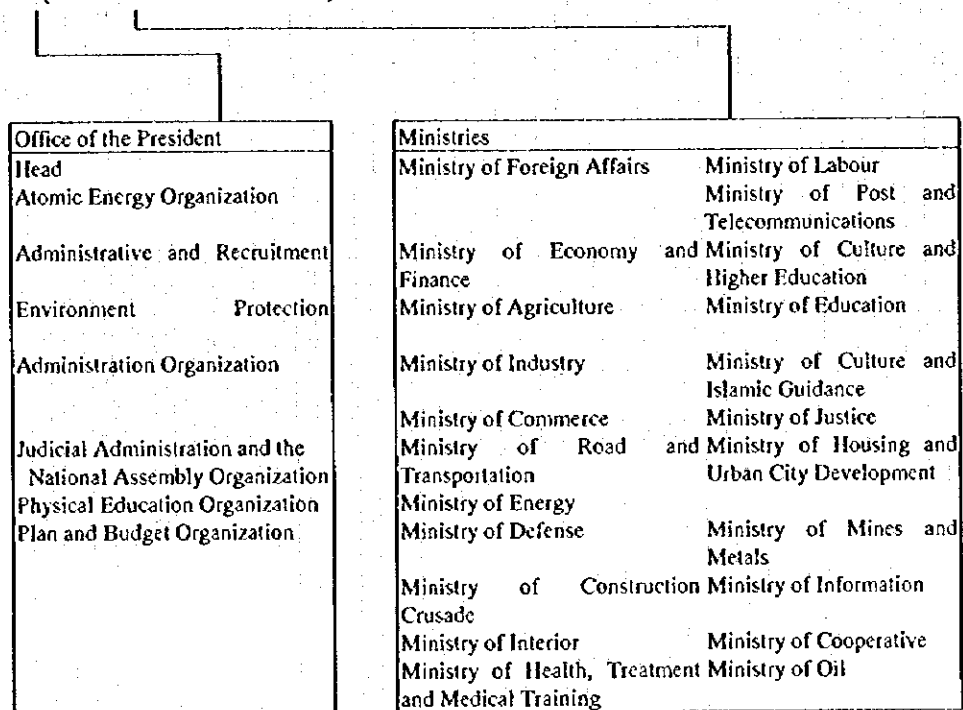 Office of the President
Head
Atomic Energy Organization
Administrative and Recruitment
Environment Protection
Administration Organization
Judicial Administration and the
National Assembly Organization
Physical Education Organization
Plan and Budget Organization
Ministries
Ministry of Foreign Affairs
Ministry of Economy and
Finance
Ministry of Agriculture
Ministry of Industry
Ministry of Commerce
Ministry of Road and
Transportation
Ministry of Energy
Ministry of Defense
Ministry of Construction
Crusade
Ministry of Interior
Ministry of Health, Treatment
and Medical Training
Ministry of Labour
Ministry of Post and
Telecommunications
Ministry of Culture and
Higher Education
Ministry of Education
Ministry of Culture and
Islamic Guidance
Ministry of Justice
Ministry of Housing and
Urban City Development
Ministry of Mines and
Metals
Ministry of Information
Ministry of Cooperative
Ministry of Oil